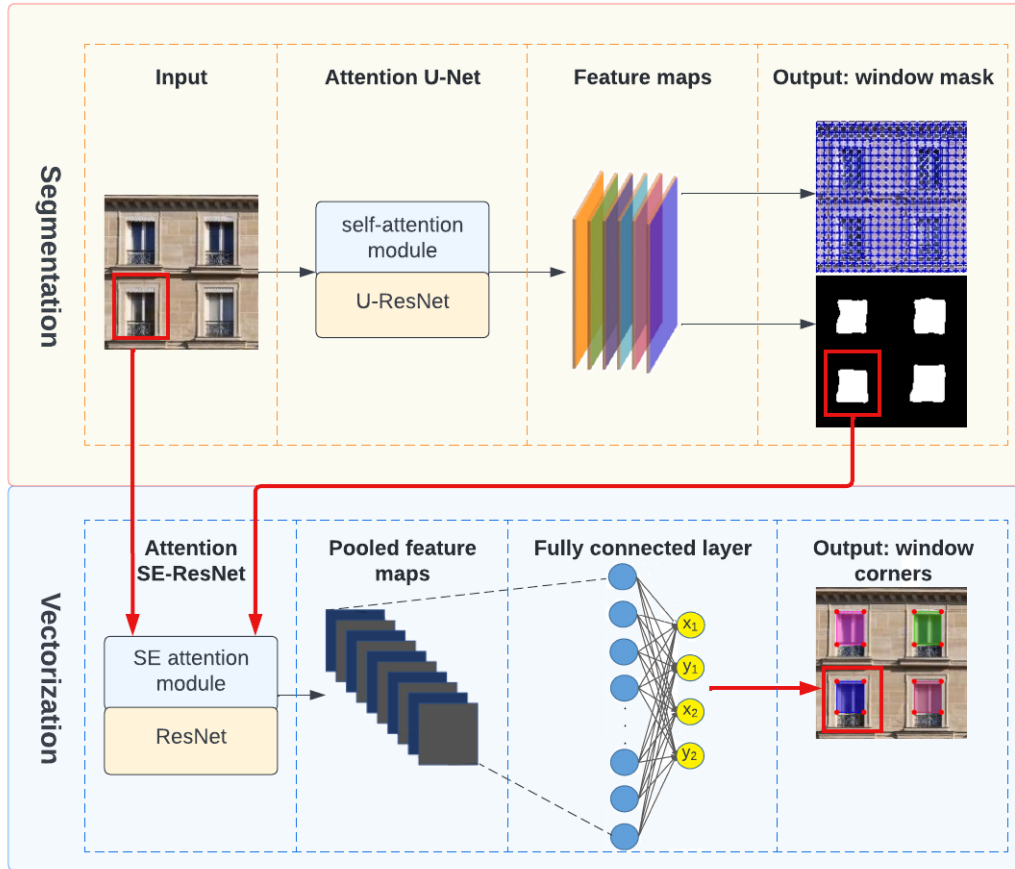 Segmentation
Input
Attention U-Net
Feature maps
Output: window mask
self-attention
module
U-ResNet
Vectorization
Attention
SE-ResNet
Pooled feature
maps
Fully connected layer
Output: window
corners
SE attention
module
ResNet
x₁
y₁
x₂
y₂